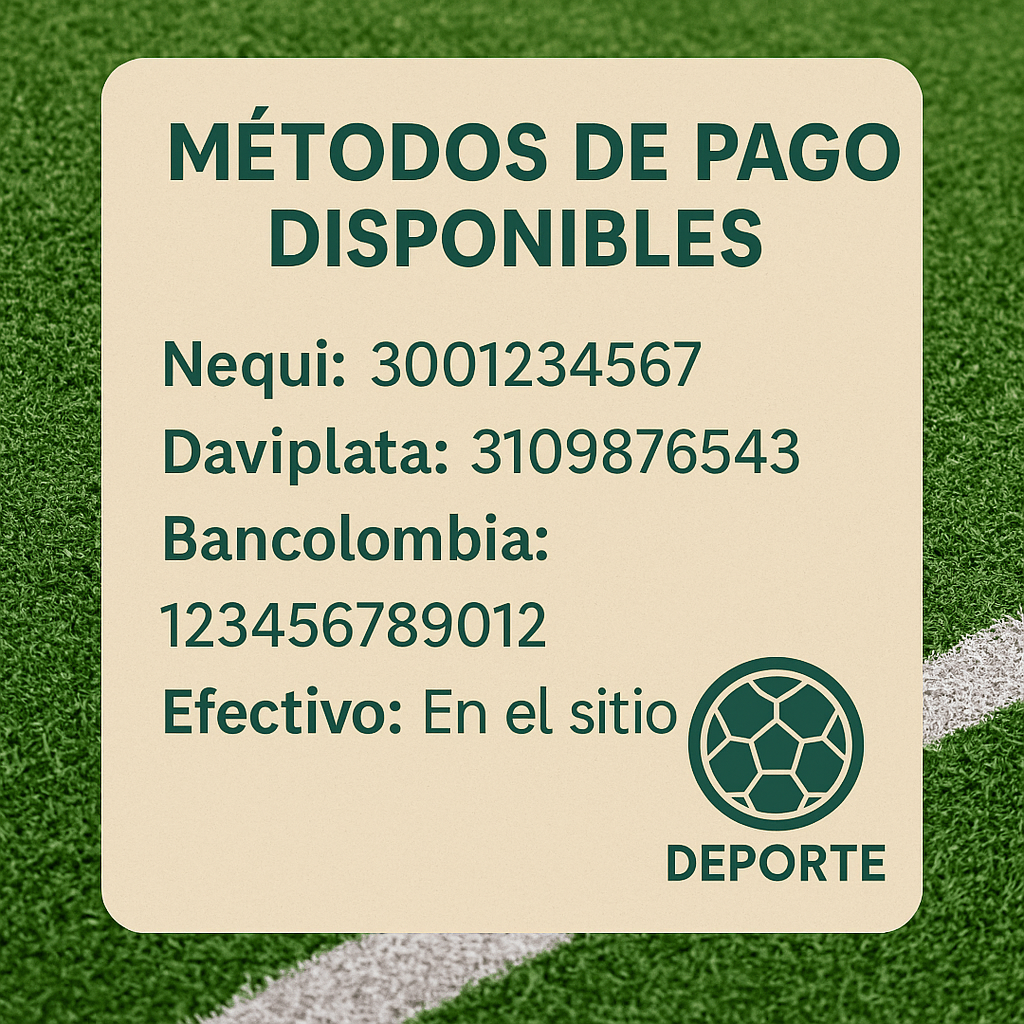 MÉTODOS DE PAGO
DISPONIBLES
Nequi: 3001234567
Daviplata: 3109876543
Bancolombia:
123456789012
Efectivo: En el sitio
DEPORTE